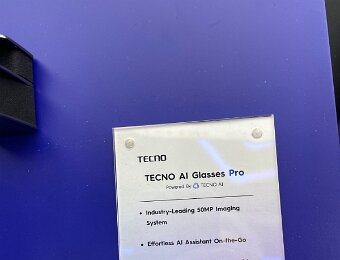 TECNO
TECNO AI Glasses Pro
Powered By TECNO AI
• Industry-Leading 50MP Imaging
System
• Effortless AI Assistant On-the-Go